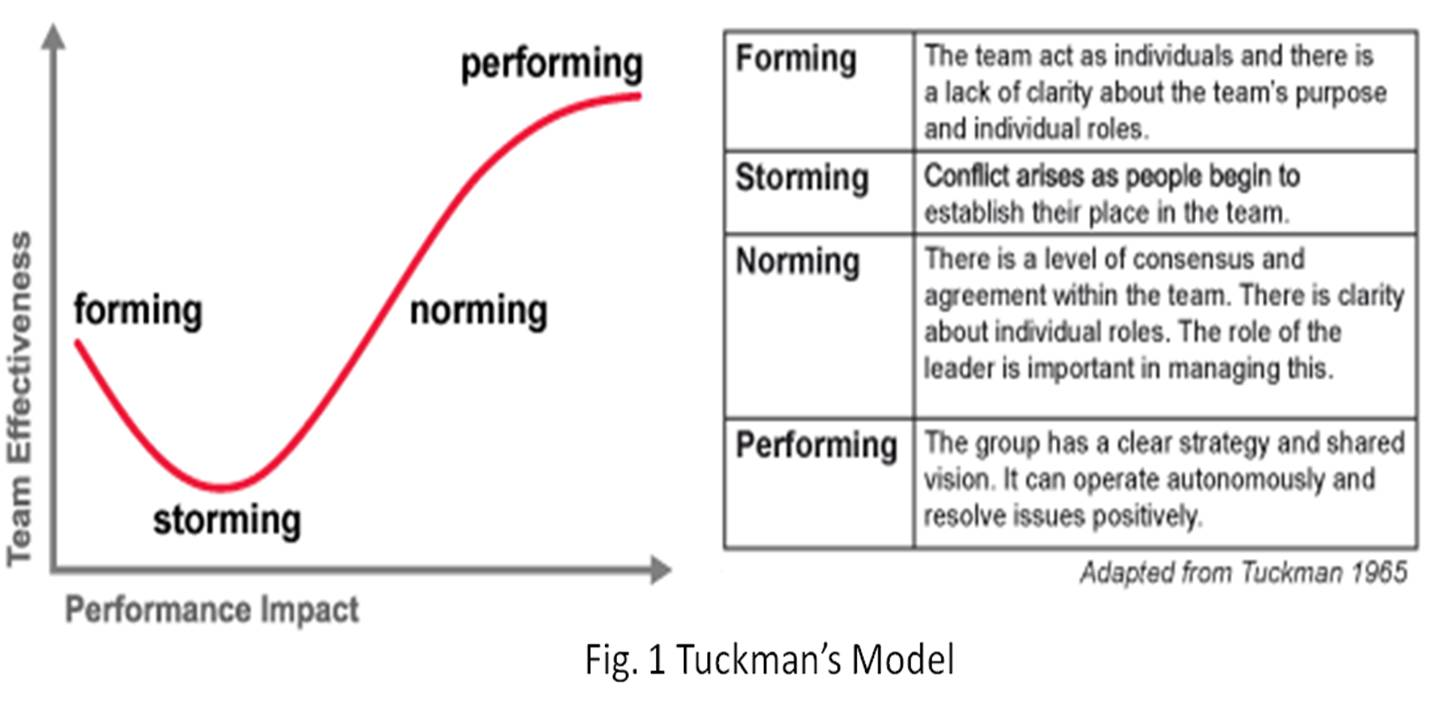 performing
forming
norming
storming
Team Effectiveness
Performance Impact
Forming
The team act as individuals and there is
a lack of clarity about the team's purpose
and individual roles.
Storming
Conflict arises as people begin to
establish their place in the team.
Norming
There is a level of consensus and
agreement within the team. There is clarity
about individual roles. The role of the
leader is important in managing this.
Performing
The group has a clear strategy and shared
vision. It can operate autonomously and
resolve issues positively.
Adapted from Tuckman 1965
Fig. 1 Tuckman's Model